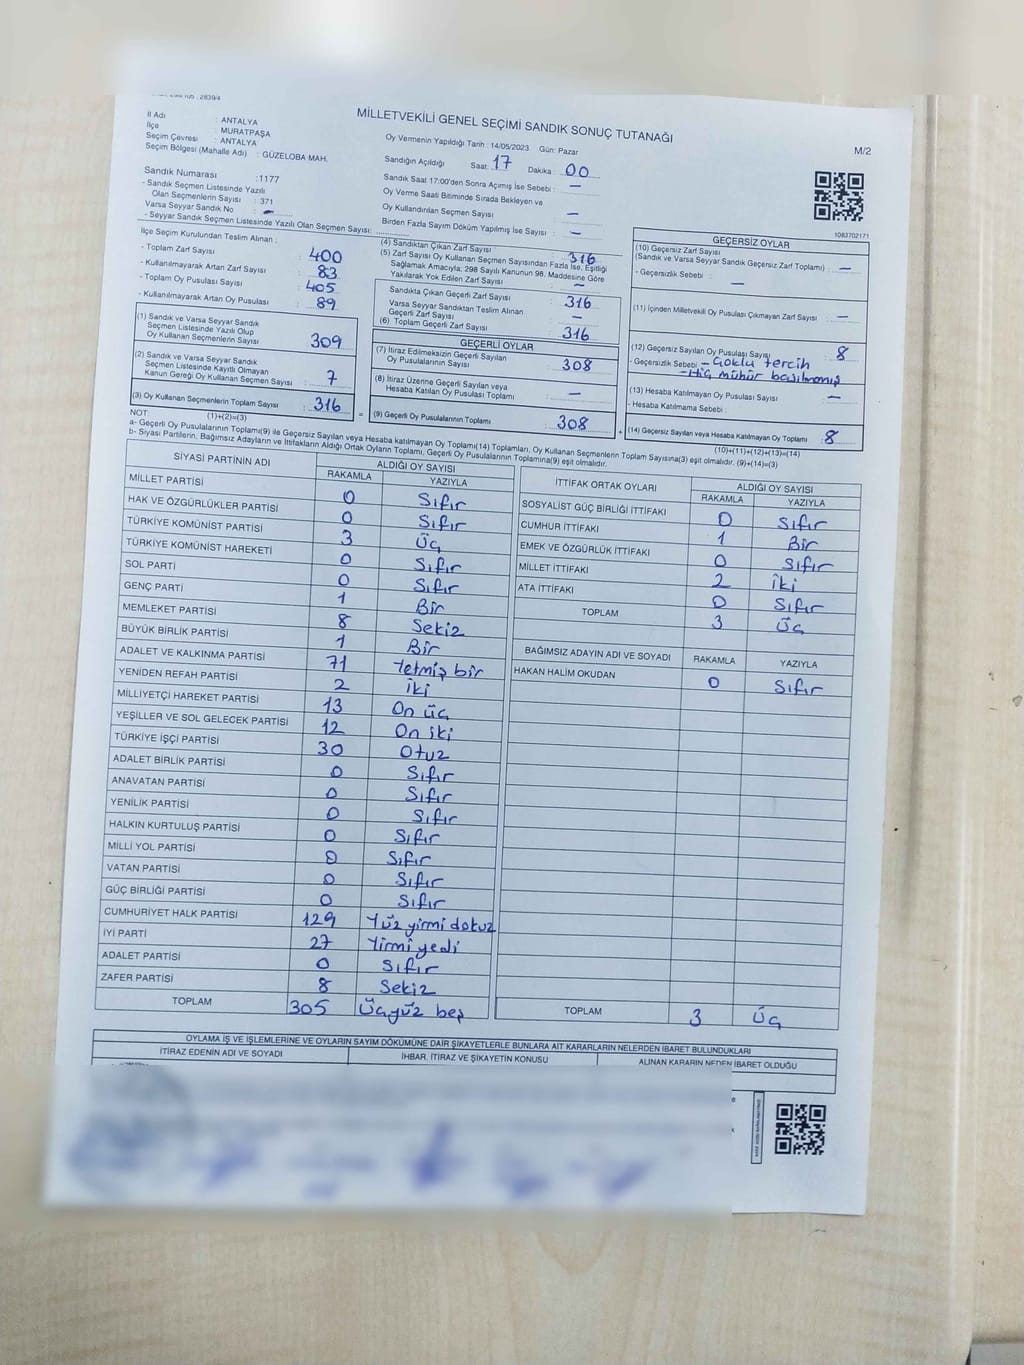 MİLLETVEKİLİ GENEL SEÇİMİ SANDIK SONUÇ TUTANAĞI
M/2
İl Adı : ANTALYA
İlçe : MURATPAŞA
Seçim Çevresi : ANTALYA
Seçim Bölgesi (Mahalle Adı) : GÜZELOBA MAH.
Sandık Numarası :1177
- Sandık Seçmen Listesinde Yazılı
Olan Seçmenlerin Sayısı : 371
Varsa Seyyar Sandık No : -
- Seyyar Sandık Seçmen Listesinde Yazılı Olan Seçmen Sayısı:
Oy Vermenin Yapıldığı Tarih : 14/05/2023 Gün: Pazar
Sandığın Açıldığı Saat: 17 Dakika : 00
Sandık Saat 17:00'den Sonra Açımış İse Sebebi : -
Oy Verme Saati Bitiminde Sırada Bekleyen ve
Oy Kullandırılan Seçmen Sayısı -
Birden Fazla Sayım Döküm Yapılmış İse Sayısı : -
1083702171
İlçe Seçim Kurulundan Teslim Alınan :
- Toplam Zarf Sayısı : 400
- Kullanılmayarak Artan Zarf Sayısı : 83
- Toplam Oy Pusulası Sayısı : 405
- Kullanılmayarak Artan Oy Pusulası : 89
(1) Sandık ve Varsa Seyyar Sandık
Seçmen Listesinde Yazılı Olup
Oy Kullanan Seçmenlerin Sayısı : 309
(2) Sandık ve Varsa Seyyar Sandık
Seçmen Listesinde Kayıtlı Olmayan
Kanun Gereği Oy Kullanan Seçmen Sayısı : 7
(3) Oy Kullanan Seçmenlerin Toplam Sayısı : 316
(1)+(2)=(3)
(4) Sandıktan Çıkan Zarf Sayısı : 316
(5) Zarf Sayısı Oy Kullanan Seçmen Sayısından Fazla İse, Eşitliği
Sağlamak Amacıyla; 298 Sayılı Kanunun 98. Maddesine Göre
Yakılarak Yok Edilen Zarf Sayısı : -
Sandıkta Çıkan Geçerli Zarf Sayısı : 316
Varsa Seyyar Sandıktan Teslim Alınan
Geçerli Zarf Sayısı : -
(6) Toplam Geçerli Zarf Sayısı : 316
GEÇERLİ OYLAR
(7) İtiraz Edilmeksizin Geçerli Sayılan
Oy Pusulalarının Sayısı : 308
(8) İtiraz Üzerine Geçerli Sayılan veya
Hesaba Katılan Oy Pusulası Toplamı : -
(9) Geçerli Oy Pusulalarının Toplamı : 308
GEÇERSİZ OYLAR
(10) Geçersiz Zarf Sayısı
(Sandık ve Varsa Seyyar Sandık Geçersiz Zarf Toplamı) : -
- Geçersizlik Sebebi : -
(11) İçinden Milletvekili Oy Pusulası Çıkmayan Zarf Sayısı : -
(12) Geçersiz Sayılan Oy Pusulası Sayısı : 8
- Geçersizlik Sebebi - Çoklu tercih
- Hiç mühür basılmamış
(13) Hesaba Katılmayan Oy Pusulası Sayısı : -
- Hesaba Katılmama Sebebi :
(14) Geçersiz Sayılan veya Hesaba Katılmayan Oy Toplamı : 8
(10)+(11)+(12)+(13)=(14)
NOT:
a- Geçerli Oy Pusulalarının Toplamı(9) ile Geçersiz Sayılan veya Hesaba katılmayan Oy Toplamı(14) Toplamları, Oy Kullanan Seçmenlerin Toplam Sayısına(3) eşit olmalıdır. (9)+(14)=(3)
b- Siyasi Partilerin, Bağımsız Adayların ve İttifakların Aldığı Ortak Oyların Toplamı, Geçerli Oy Pusulalarının Toplamına(9) eşit olmalıdır.
SİYASİ PARTİNİN ADI ALDIĞI OY SAYISI
RAKAMLA YAZIYLA
MİLLET PARTİSİ 0 Sıfır
HAK VE ÖZGÜRLÜKLER PARTİSİ 0 Sıfır
TÜRKİYE KOMÜNİST PARTİSİ 3 Üç
TÜRKİYE KOMÜNİST HAREKETİ 0 Sıfır
SOL PARTİ 0 Sıfır
GENÇ PARTİ 1 Bir
MEMLEKET PARTİSİ 8 Sekiz
BÜYÜK BİRLİK PARTİSİ 1 Bir
ADALET VE KALKINMA PARTİSİ 71 Yetmiş bir
YENİDEN REFAH PARTİSİ 2 İki
MİLLİYETÇİ HAREKET PARTİSİ 13 On üç
YEŞİLLER VE SOL GELECEK PARTİSİ 12 On iki
TÜRKİYE İŞÇİ PARTİSİ 30 Otuz
ADALET BİRLİK PARTİSİ 0 Sıfır
ANAVATAN PARTİSİ 0 Sıfır
YENİLİK PARTİSİ 0 Sıfır
HALKIN KURTULUŞ PARTİSİ 0 Sıfır
MİLLİ YOL PARTİSİ 0 Sıfır
VATAN PARTİSİ 0 Sıfır
GÜÇ BİRLİĞİ PARTİSİ 0 Sıfır
CUMHURİYET HALK PARTİSİ 129 Yüz yirmi dokuz
İYİ PARTİ 27 Yirmi yedi
ADALET PARTİSİ 0 Sıfır
ZAFER PARTİSİ 8 Sekiz
TOPLAM 305 Üçyüz beş
İTTİFAK ORTAK OYLARI ALDIĞI OY SAYISI
RAKAMLA YAZIYLA
SOSYALİST GÜÇ BİRLİĞİ İTTİFAKI 0 Sıfır
CUMHUR İTTİFAKI 1 Bir
EMEK VE ÖZGÜRLÜK İTTİFAKI 0 Sıfır
MİLLET İTTİFAKI 2 İki
ATA İTTİFAKI 0 Sıfır
TOPLAM 3 Üç
BAĞIMSIZ ADAYIN ADI VE SOYADI RAKAMLA YAZIYLA
HAKAN HALİM OKUDAN 0 Sıfır
TOPLAM 3 Üç
OYLAMA İŞ VE İŞLEMLERİNE VE OYLARIN SAYIM DÖKÜMÜNE DAİR ŞİKAYETLERLE BUNLARA AİT KARARLARIN NELERDEN İBARET BULUNDUKLARI
İTİRAZ EDENİN ADI VE SOYADI İHBAR, İTİRAZ VE ŞİKAYETİN KONUSU ALINAN KARARIN NEDEN İBARET OLDUĞU